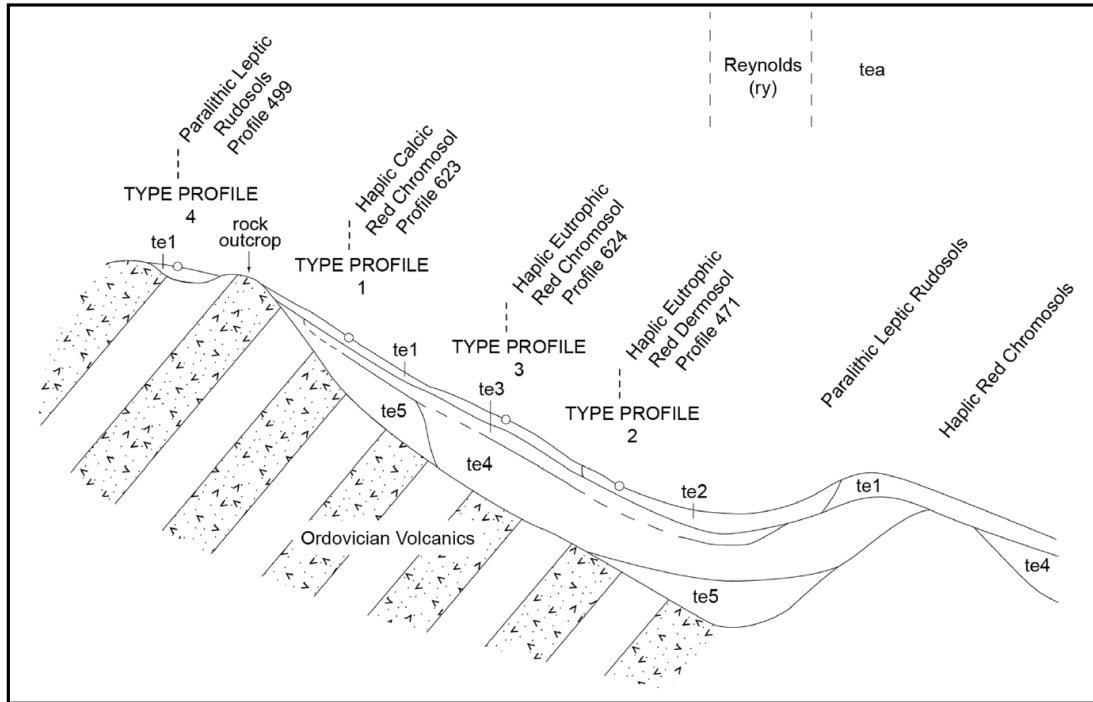 Paralithic Leptic
Rudosols
Profile 499
TYPE PROFILE
4
te1
rock
outcrop
Haplic Calcic
Red Chromosol
Profile 623
TYPE PROFILE
1
te1
Haplic Eutrophic
Red Chromosol
Profile 624
TYPE PROFILE
3
te3
Haplic Eutrophic
Red Dermosol
Profile 471
TYPE PROFILE
2
te2
Reynolds
(ry)
tea
Paralithic Leptic Rudosols
Haplic Red Chromosols
te1
te5
te4
te4
te5
Ordovician Volcanics